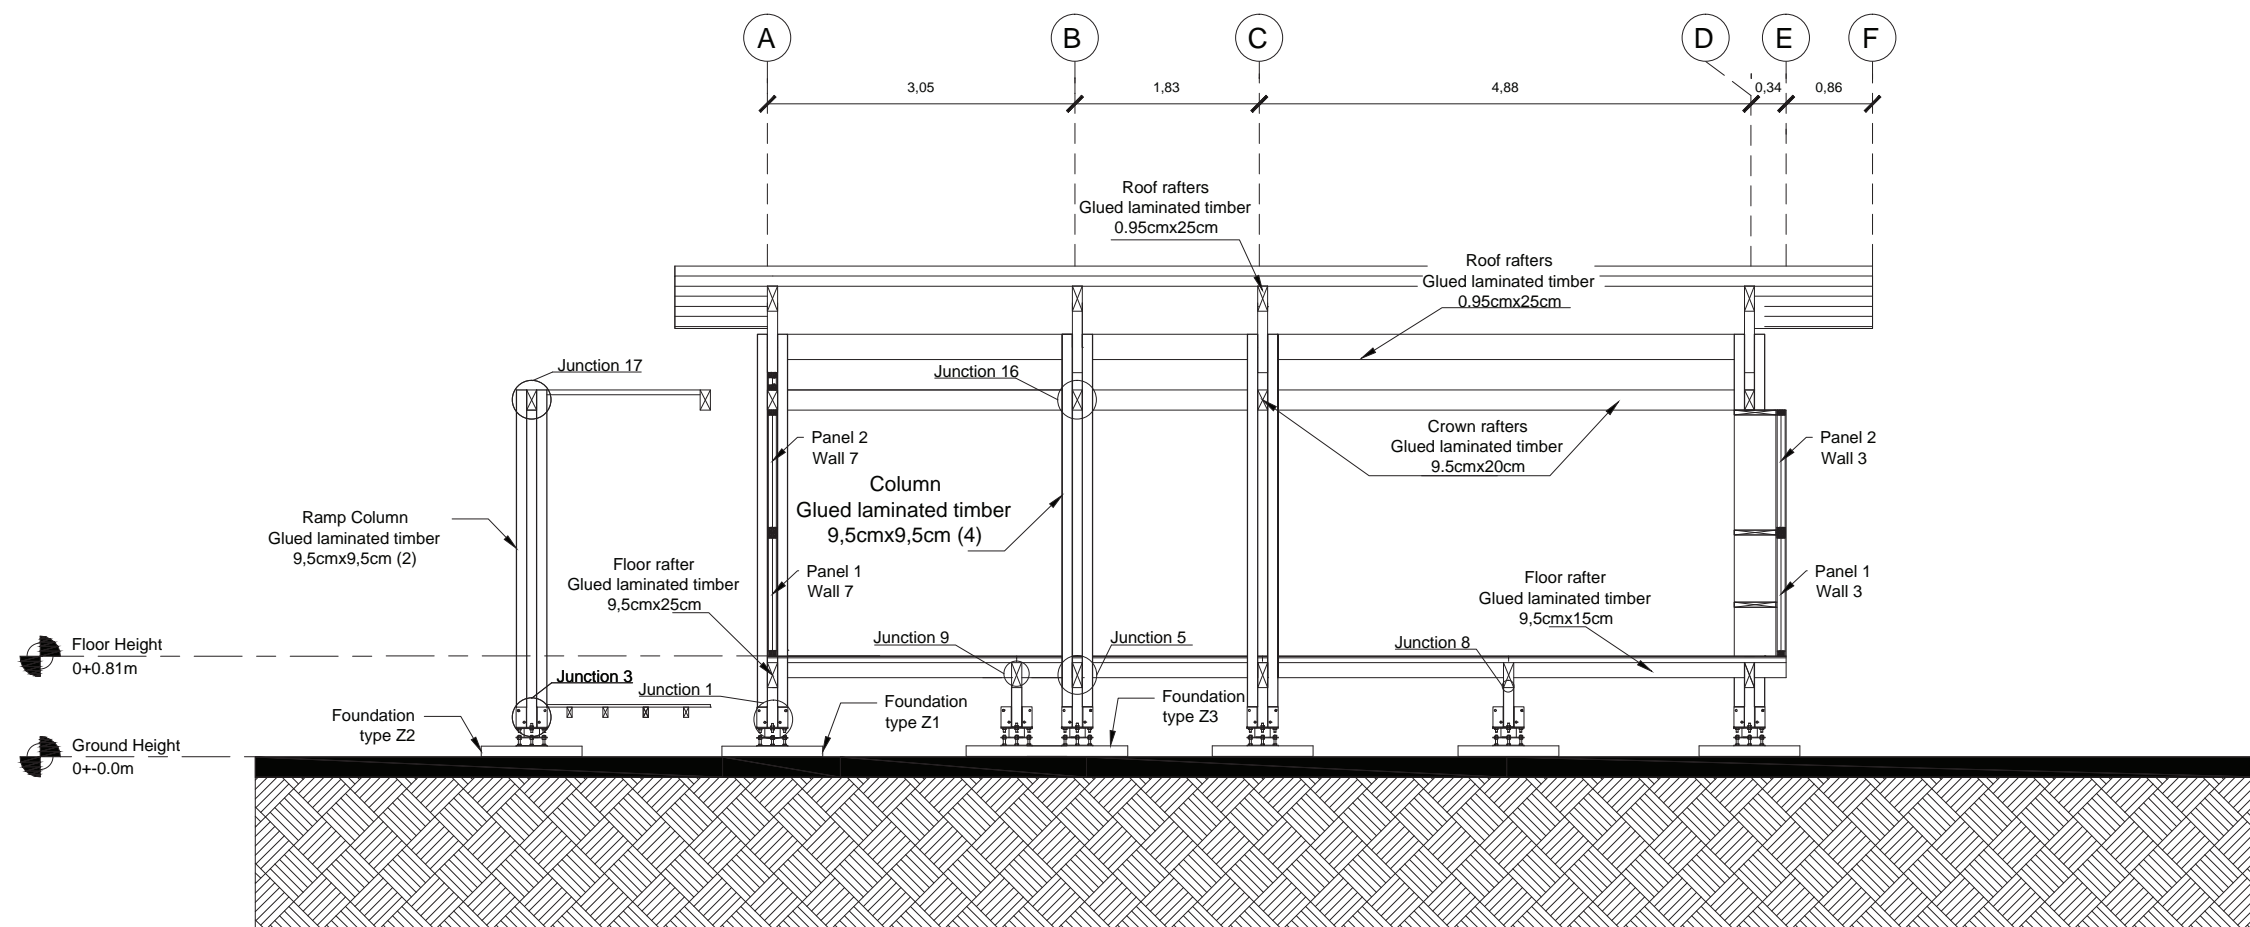 A B C D E F
3,05 1,83 4,88 0,34 0,86
Roof rafters
Glued laminated timber
0.95cmx25cm
Roof rafters
Glued laminated timber
0.95cmx25cm
Junction 17
Junction 16
Panel 2
Wall 7
Crown rafters
Glued laminated timber
9.5cmx20cm
Panel 2
Wall 3
Column
Glued laminated timber
9,5cmx9,5cm (4)
Ramp Column
Glued laminated timber
9,5cmx9,5cm (2)
Floor rafter
Glued laminated timber
9,5cmx25cm
Panel 1
Wall 7
Floor rafter
Glued laminated timber
9,5cmx15cm
Panel 1
Wall 3
Junction 9
Junction 5
Junction 8
Floor Height
0+0.81m
Junction 3
Junction 1
Foundation
type Z2
Foundation
type Z1
Foundation
type Z3
Ground Height
0+-0.0m